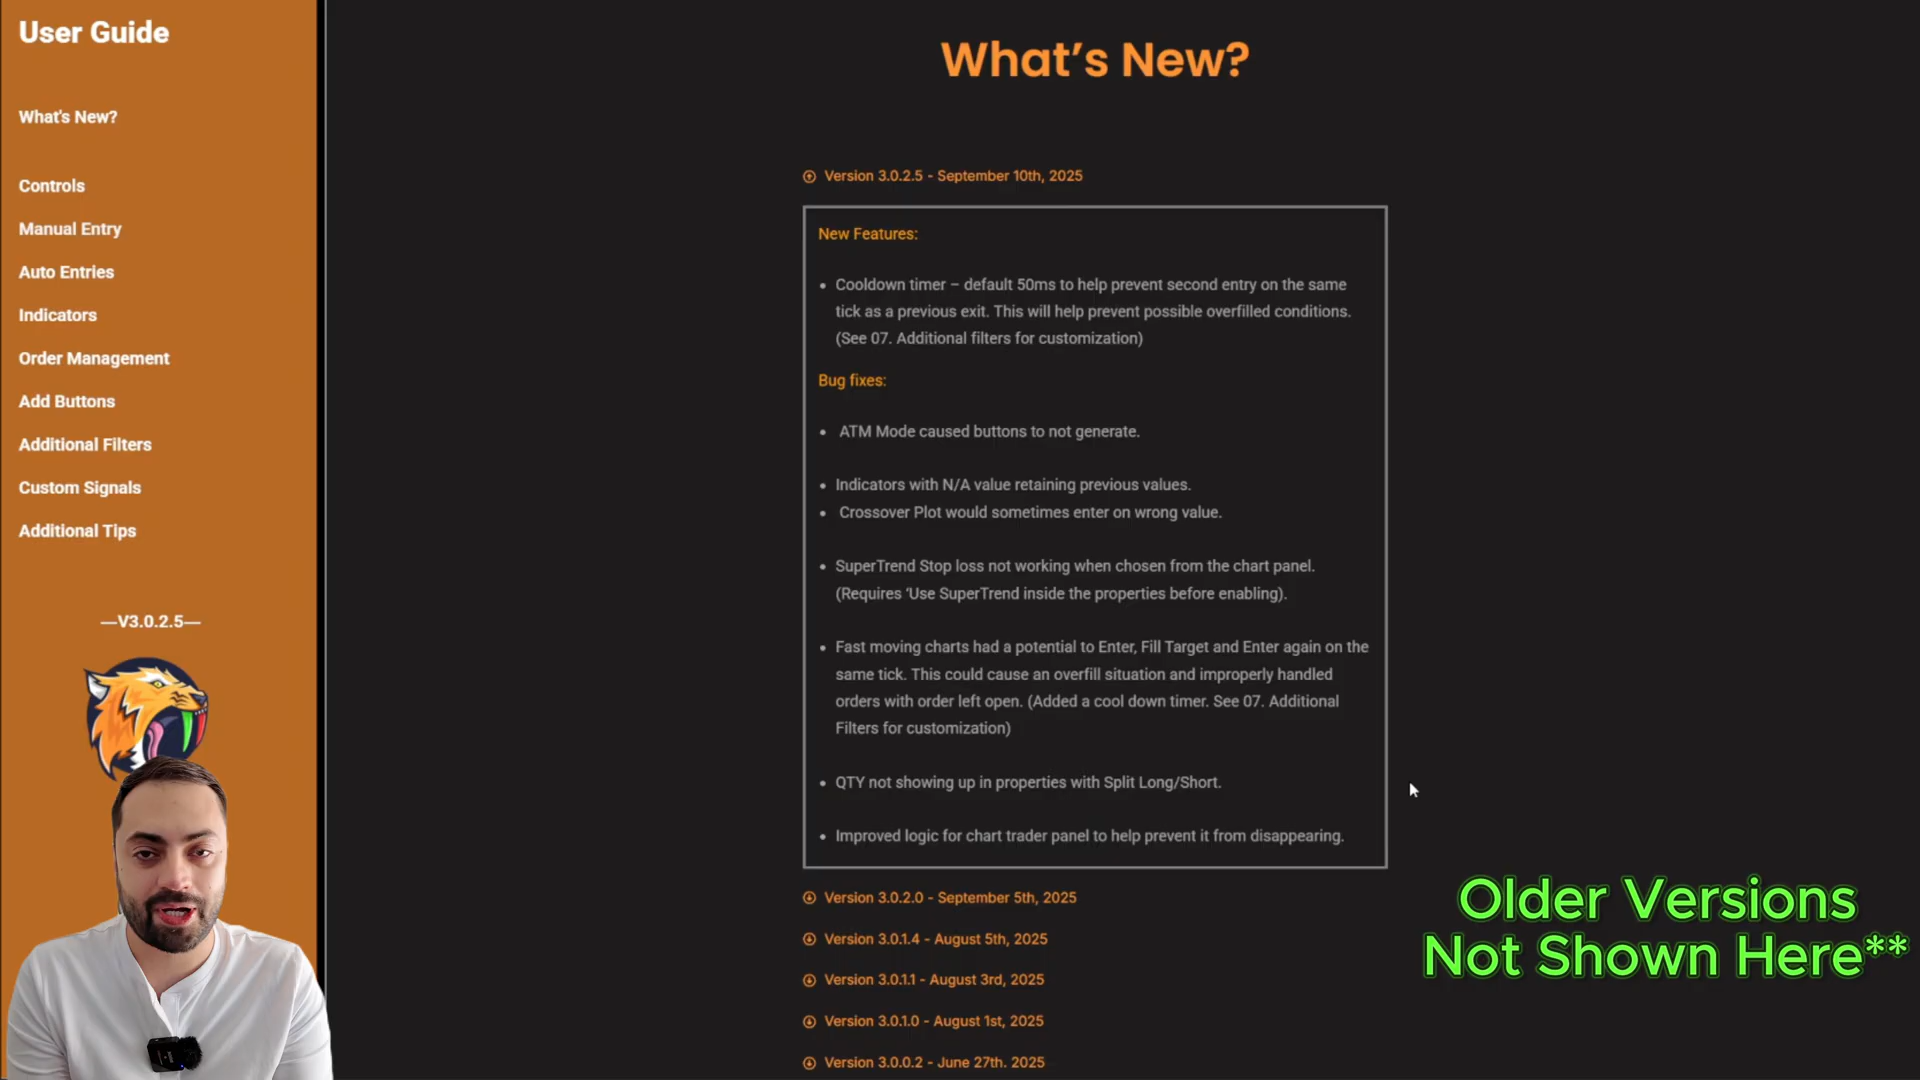 User Guide
What's New?
Controls
Manual Entry
Auto Entries
Indicators
Order Management
Add Buttons
Additional Filters
Custom Signals
Additional Tips
—V3.0.2.5—
What’s New?
Version 3.0.2.5 - September 10th, 2025
New Features:
• Cooldown timer – default 50ms to help prevent second entry on the same
tick as a previous exit. This will help prevent possible overfilled conditions.
(See 07. Additional filters for customization)
Bug fixes:
• ATM Mode caused buttons to not generate.
• Indicators with N/A value retaining previous values.
• Crossover Plot would sometimes enter on wrong value.
• SuperTrend Stop loss not working when chosen from the chart panel.
(Requires ‘Use SuperTrend inside the properties before enabling).
• Fast moving charts had a potential to Enter, Fill Target and Enter again on the
same tick. This could cause an overfill situation and improperly handled
orders with order left open. (Added a cool down timer. See 07. Additional
Filters for customization)
• QTY not showing up in properties with Split Long/Short.
• Improved logic for chart trader panel to help prevent it from disappearing.
Version 3.0.2.0 - September 5th, 2025
Version 3.0.1.4 - August 5th, 2025
Version 3.0.1.1 - August 3rd, 2025
Version 3.0.1.0 - August 1st, 2025
Version 3.0.0.2 - June 27th. 2025
Older Versions
Not Shown Here**